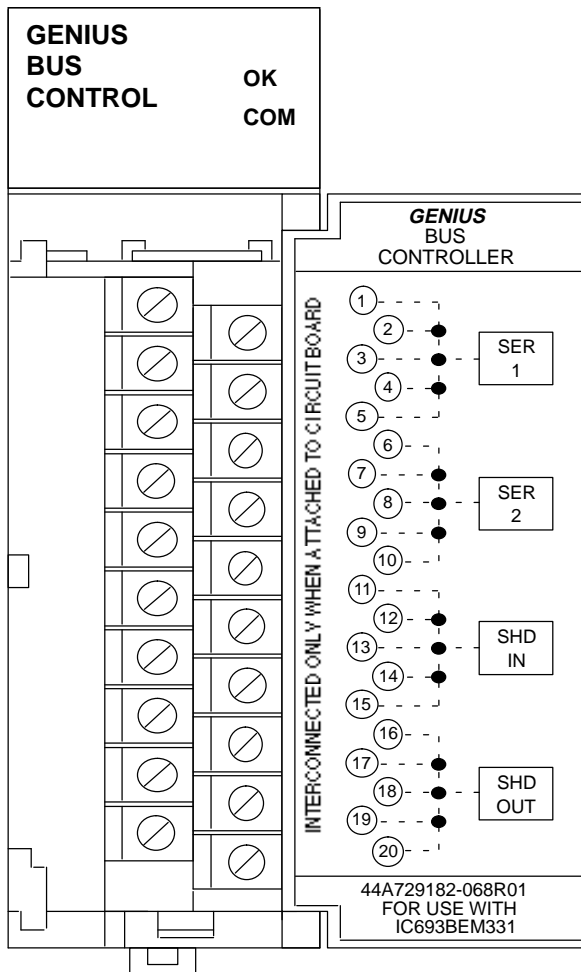 GENIUS
BUS
CONTROL
OK
COM
GENIUS
BUS
CONTROLLER
INTERCONNECTED ONLY WHEN ATTACHED TO CIRCUIT BOARD
1
2
3
4
5
SER
1
6
7
8
9
10
SER
2
11
12
13
14
15
SHD
IN
16
17
18
19
20
SHD
OUT
44A729182-068R01
FOR USE WITH
IC693BEM331